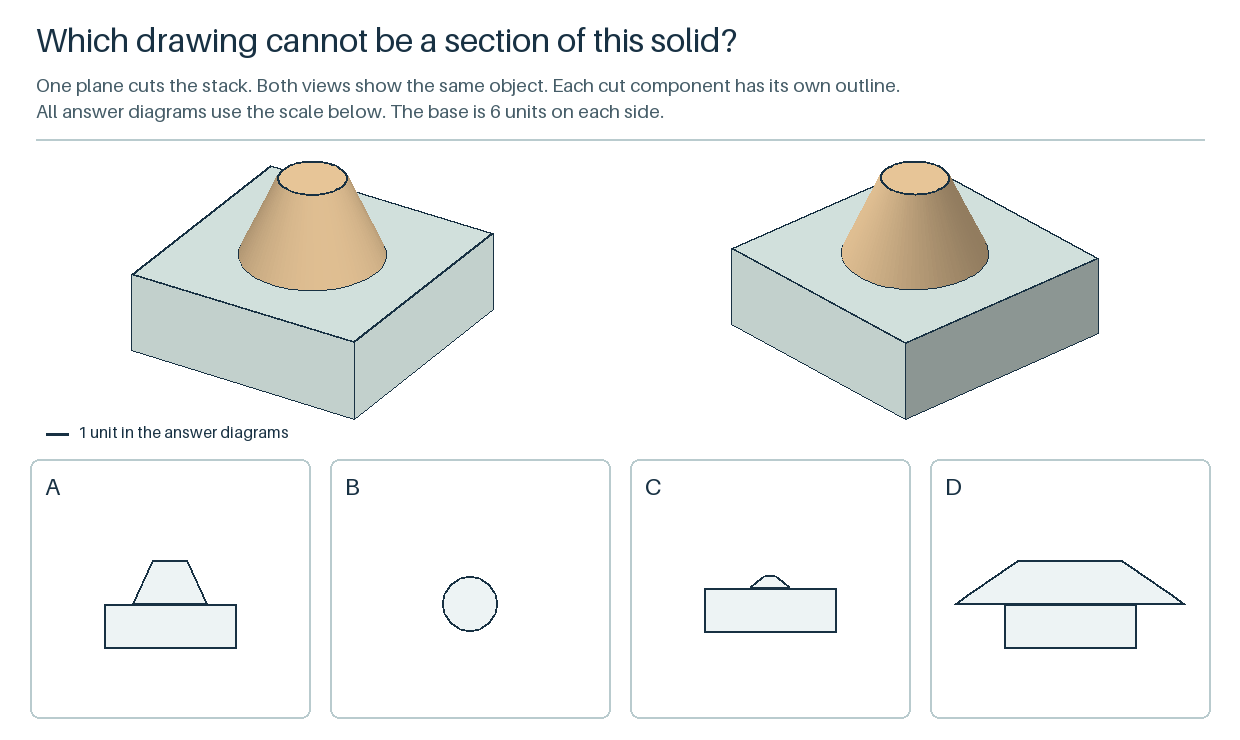 Which drawing cannot be a section of this solid?
One plane cuts the stack. Both views show the same object. Each cut component has its own outline.
All answer diagrams use the scale below. The base is 6 units on each side.
1 unit in the answer diagrams
A
B
C
D